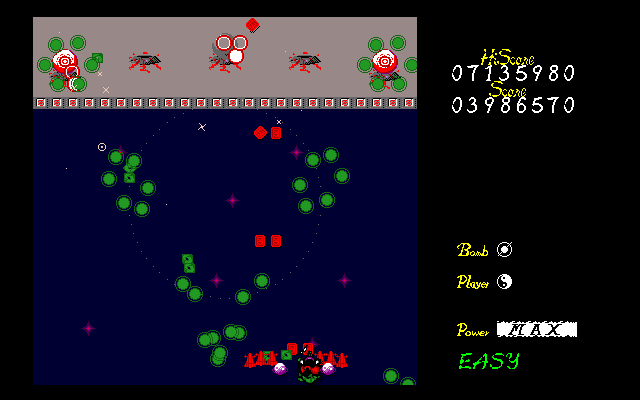 HiScore
07135980
Score
03986570
Bomb
Player
Power MAX
EASY